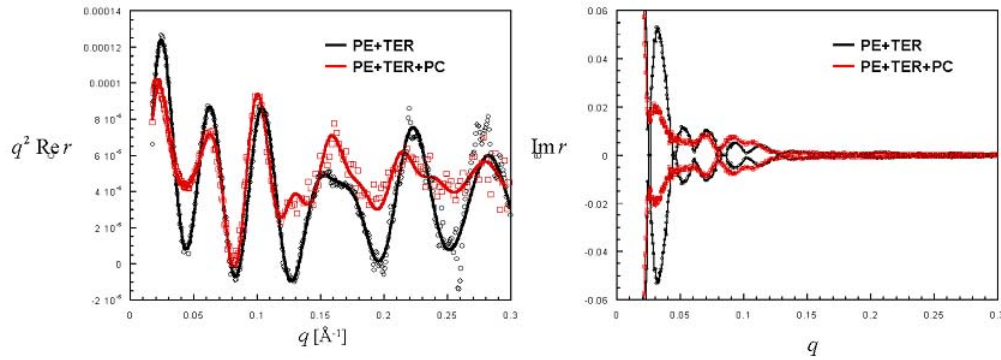 0.00014
0.00012
0.0001
8 10⁻⁵
6 10⁻⁵
4 10⁻⁵
2 10⁻⁵
0
-2 10⁻⁵
q² Re r
PE+TER
PE+TER+PC
0 0.05 0.1 0.15 0.2 0.25 0.3
q [Å⁻¹]
0.06
0.04
0.02
0
-0.02
-0.04
-0.06
Im r
PE+TER
PE+TER+PC
0 0.05 0.1 0.15 0.2 0.25 0.3
q